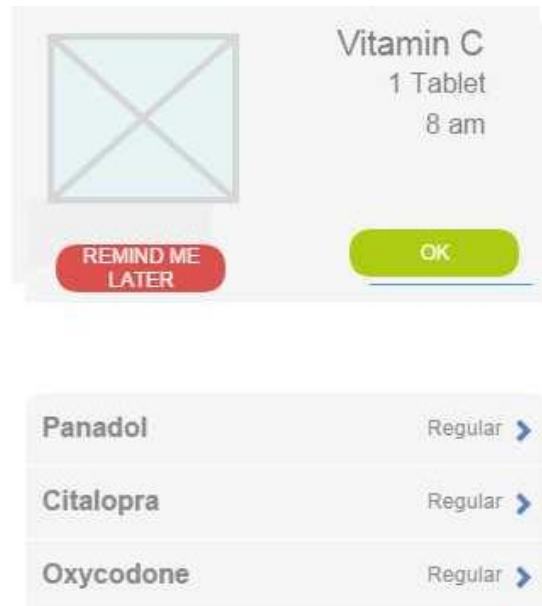 Vitamin C
1 Tablet
8 am
REMIND ME
LATER
OK
Panadol Regular
Citalopra Regular
Oxycodone Regular